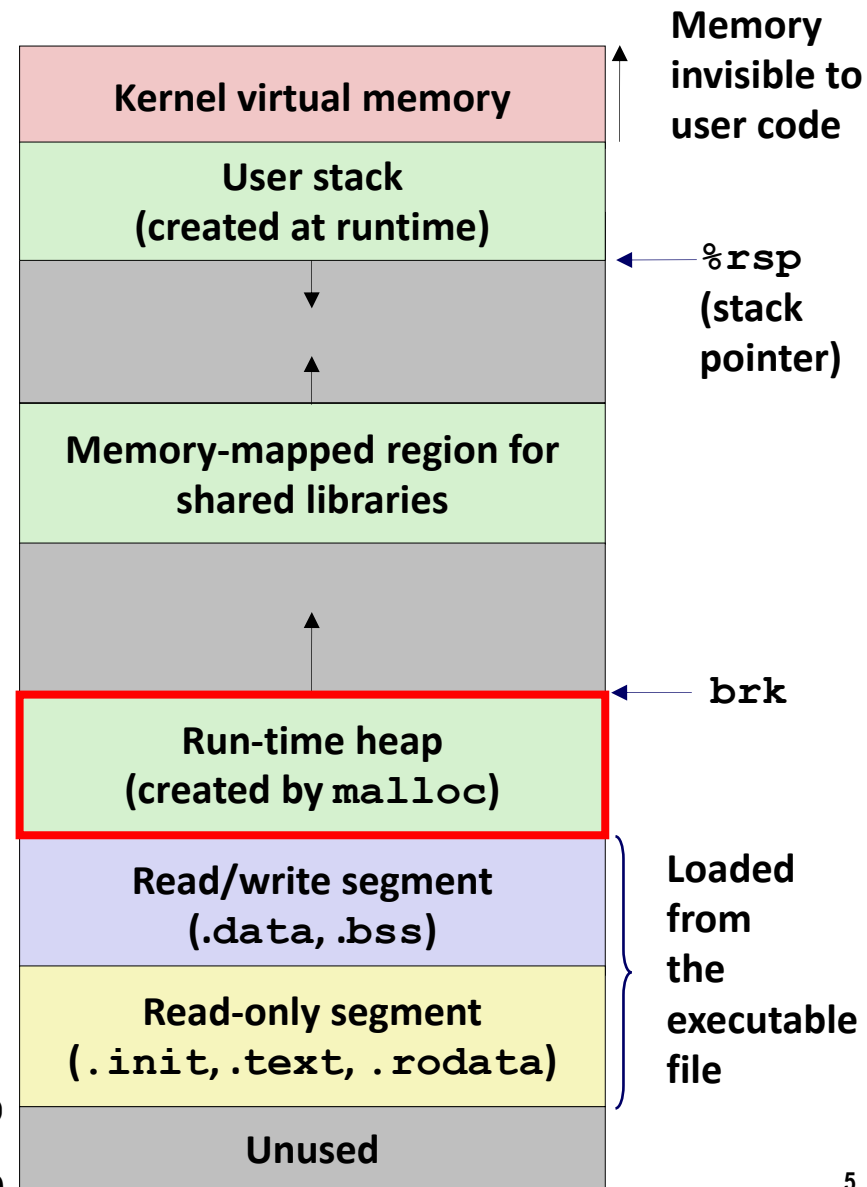 Memory
invisible to
user code
Kernel virtual memory
User stack
(created at runtime)
%rsp
(stack
pointer)
Memory-mapped region for
shared libraries
brk
Run-time heap
(created by malloc)
Read/write segment
(.data, .bss)
Loaded
from
the
executable
file
Read-only segment
(.init, .text, .rodata)
Unused
5